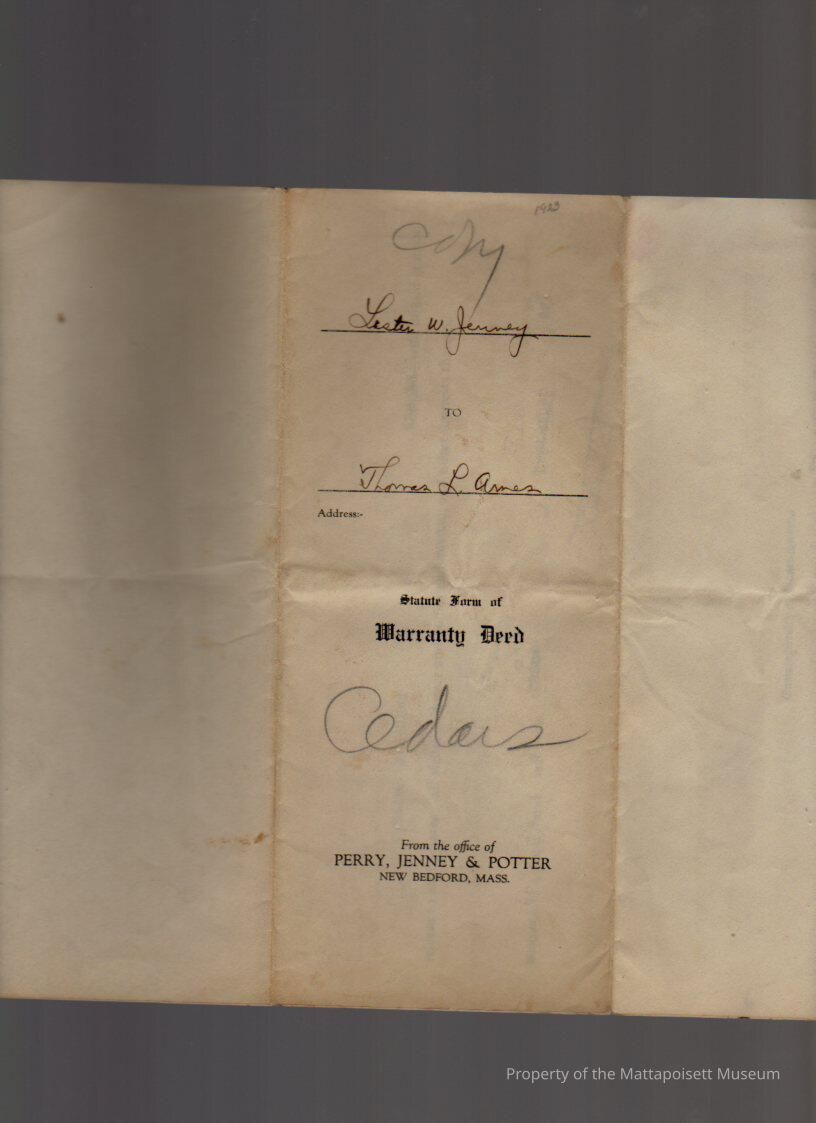 1923
copy
Lester W. Jenney
TO
Thomas L. Ames
Address:-
Statute Form of
Warranty Deed
Cedars
From the office of
PERRY, JENNEY & POTTER
NEW BEDFORD, MASS.
Property of the Mattapoisett Museum